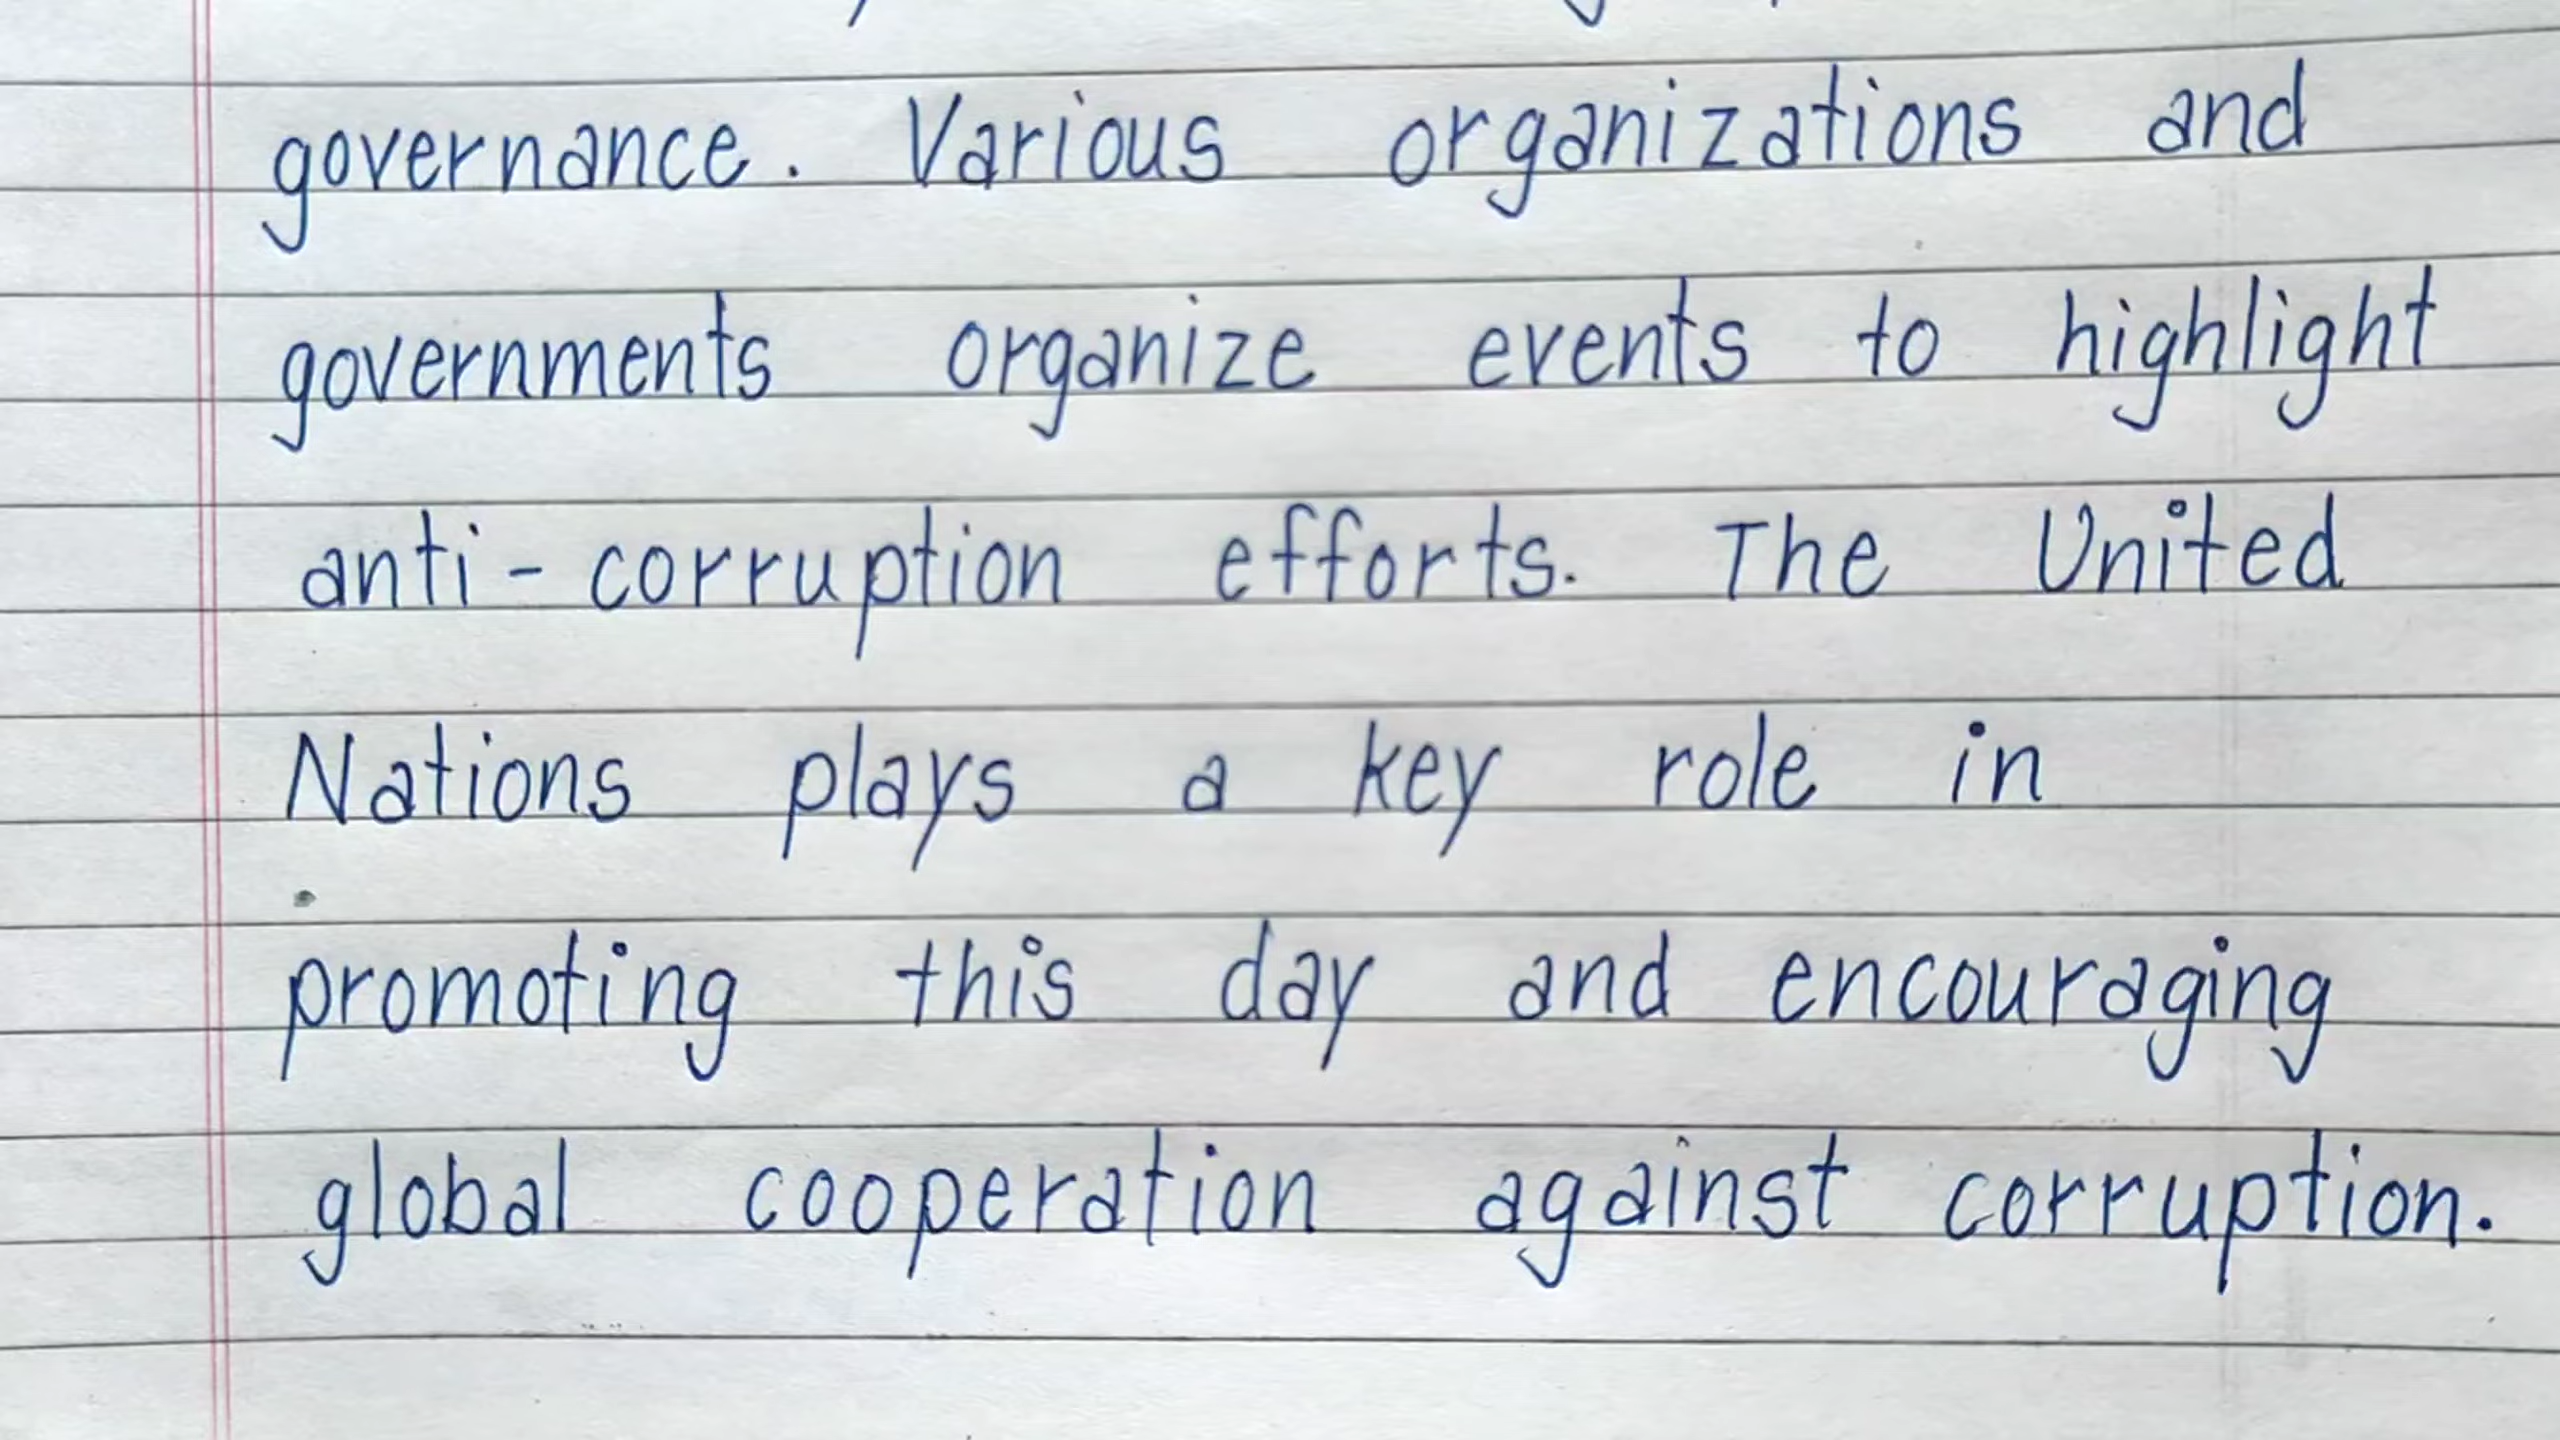 governance. Various organizations and
governments organize events to highlight
anti-corruption efforts. The United
Nations plays a key role in
promoting this day and encouraging
global cooperation against corruption.